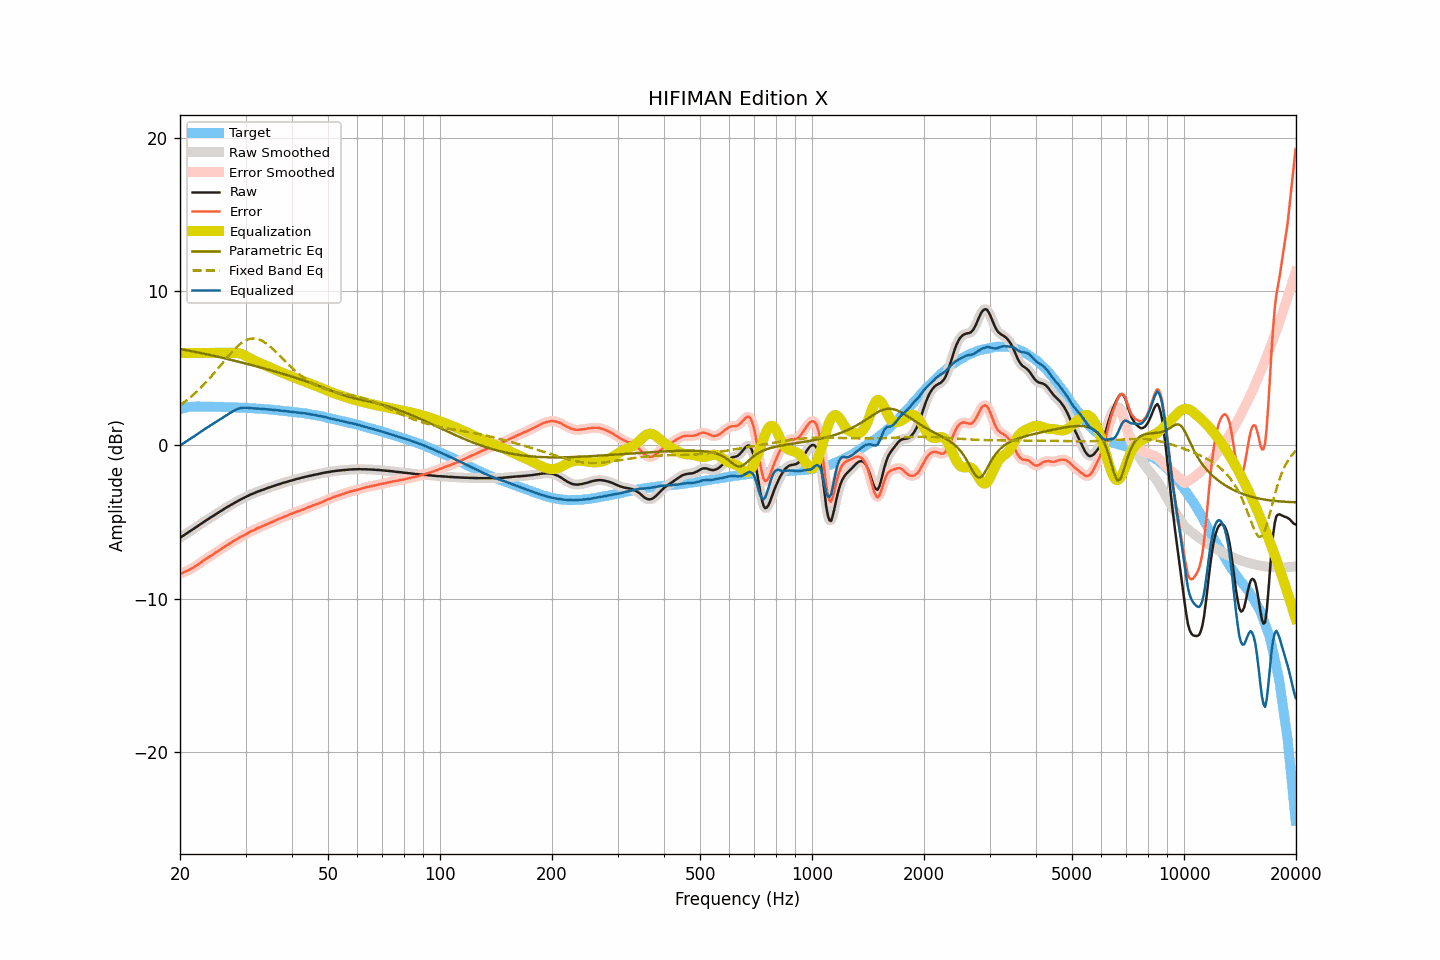 HIFIMAN Edition X
Target
Raw Smoothed
Error Smoothed
Raw
Error
Equalization
Parametric Eq
Fixed Band Eq
Equalized
20
10
0
−10
−20
Amplitude (dBr)
20 50 100 200 500 1000 2000 5000 10000 20000
Frequency (Hz)